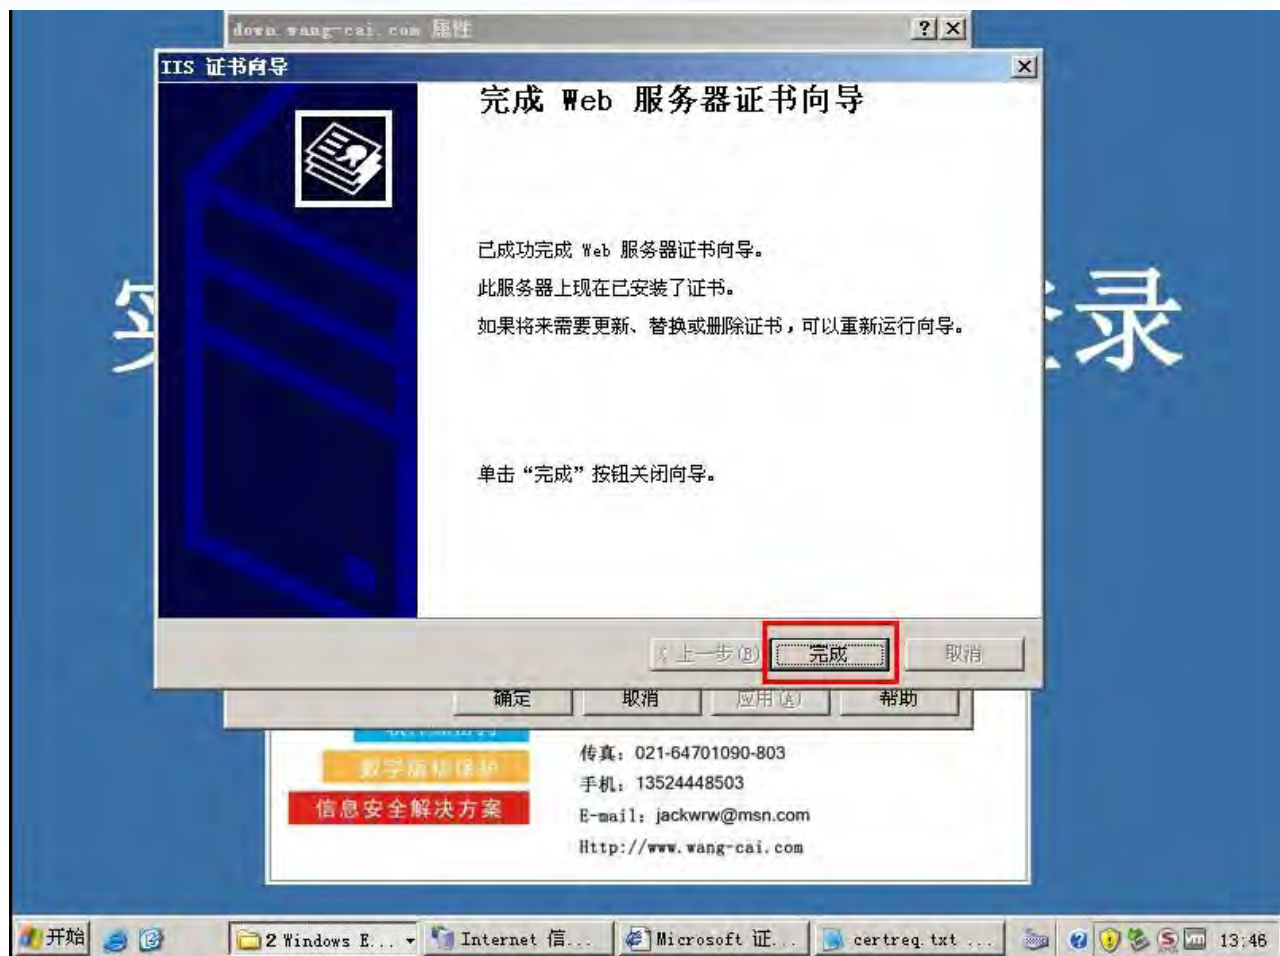 down.wang-cai.com 属性
IIS 证书向导
完成 Web 服务器证书向导
已成功完成 Web 服务器证书向导。
此服务器上现在已安装了证书。
如果将来需要更新、替换或删除证书，可以重新运行向导。
录
单击“完成”按钮关闭向导。
< 上一步(B)
完成
取消
确定
取消
应用(A)
帮助
传真：021-64701090-803
数字版权保护
手机：13524448503
信息安全解决方案
E-mail：jackwrw@msn.com
Http://www.wang-cai.com
开始
2 Windows E...
Internet 信...
Microsoft 证...
certreq.txt ...
13:46